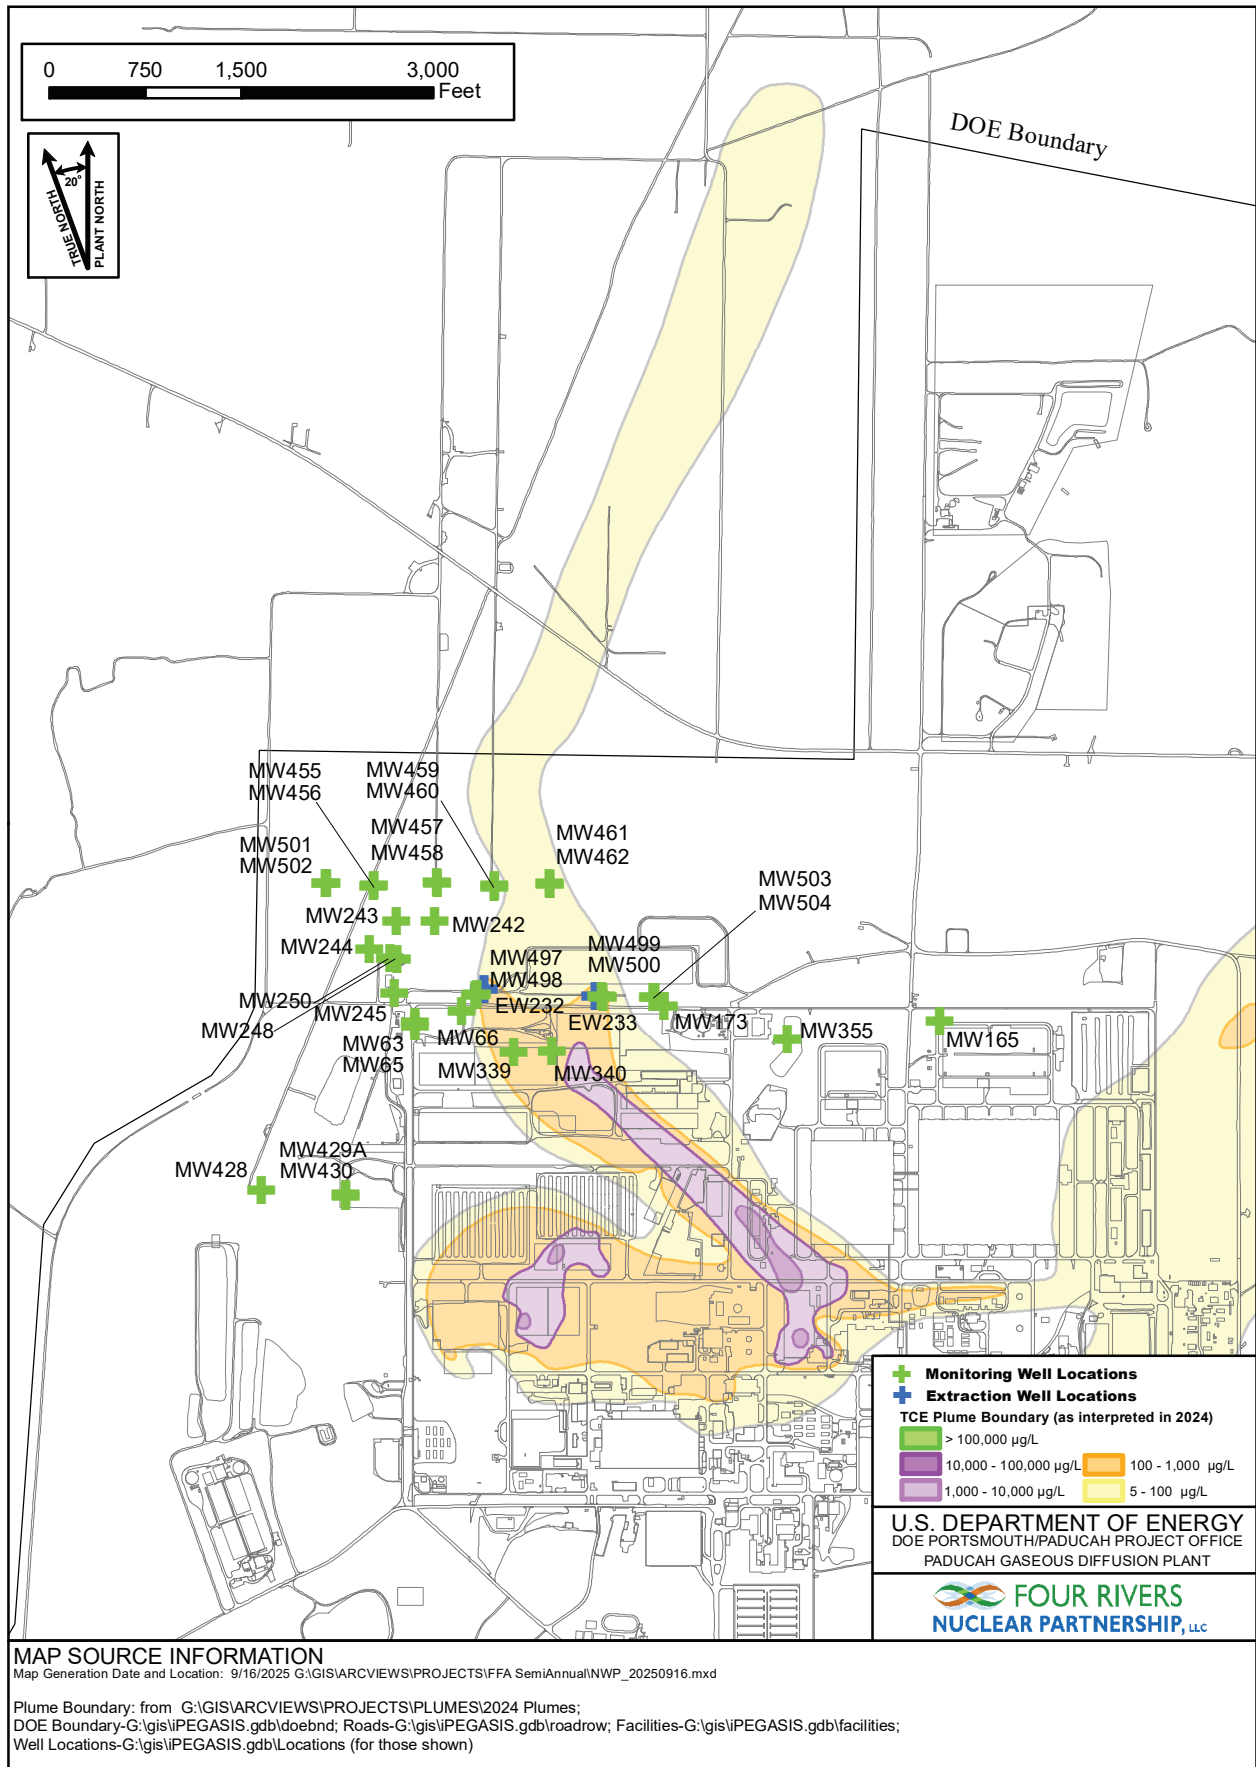 0 750 1,500 3,000
Feet
DOE Boundary
20°
TRUE NORTH
PLANT NORTH
MW455
MW456
MW459
MW460
MW457
MW458
MW461
MW462
MW501
MW502
MW503
MW504
MW243
MW242
MW244
MW499
MW500
MW497
MW498
MW250
EW232
MW245
EW233
MW173
MW248
MW355
MW165
MW63
MW65
MW66
MW339
MW340
MW429A
MW430
MW428
Monitoring Well Locations
Extraction Well Locations
TCE Plume Boundary (as interpreted in 2024)
> 100,000 µg/L
10,000 - 100,000 µg/L
100 - 1,000 µg/L
1,000 - 10,000 µg/L
5 - 100 µg/L
U.S. DEPARTMENT OF ENERGY
DOE PORTSMOUTH/PADUCAH PROJECT OFFICE
PADUCAH GASEOUS DIFFUSION PLANT
FOUR RIVERS
NUCLEAR PARTNERSHIP, LLC
MAP SOURCE INFORMATION
Map Generation Date and Location: 9/16/2025 G:\GIS\ARCVIEWS\PROJECTS\FFA SemiAnnual\NWP_20250916.mxd
Plume Boundary: from G:\GIS\ARCVIEWS\PROJECTS\PLUMES\2024 Plumes;
DOE Boundary-G:\gis\iPEGASIS.gdb\doebnd; Roads-G:\gis\iPEGASIS.gdb\roadrow; Facilities-G:\gis\iPEGASIS.gdb\facilities;
Well Locations-G:\gis\iPEGASIS.gdb\Locations (for those shown)